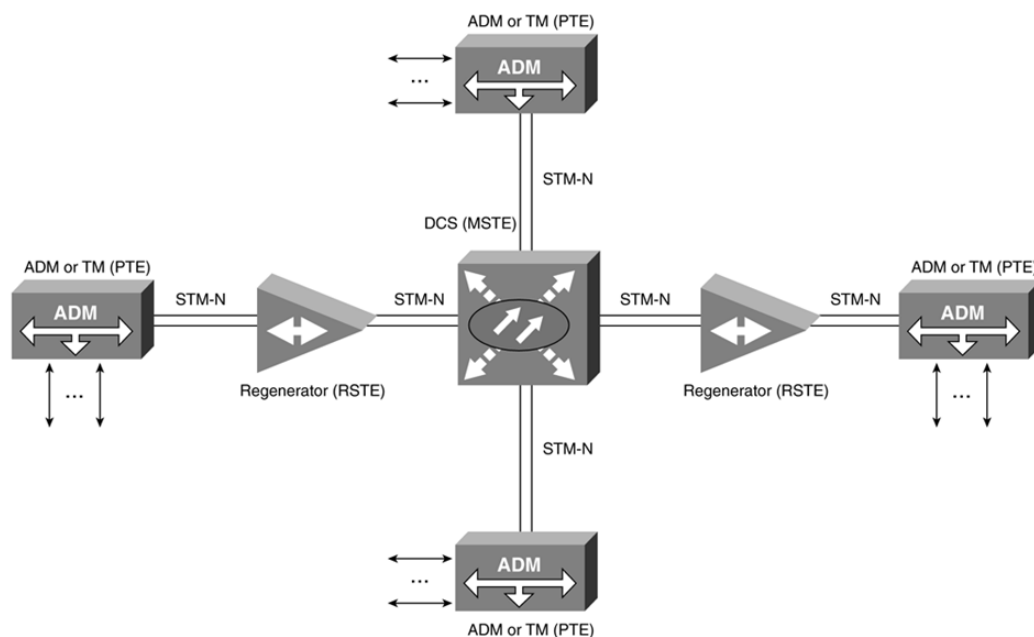 ADM or TM (PTE)
ADM
...
STM-N
DCS (MSTE)
ADM or TM (PTE)
ADM
...
STM-N
STM-N
Regenerator (RSTE)
STM-N
STM-N
Regenerator (RSTE)
ADM or TM (PTE)
ADM
...
STM-N
ADM
...
ADM or TM (PTE)